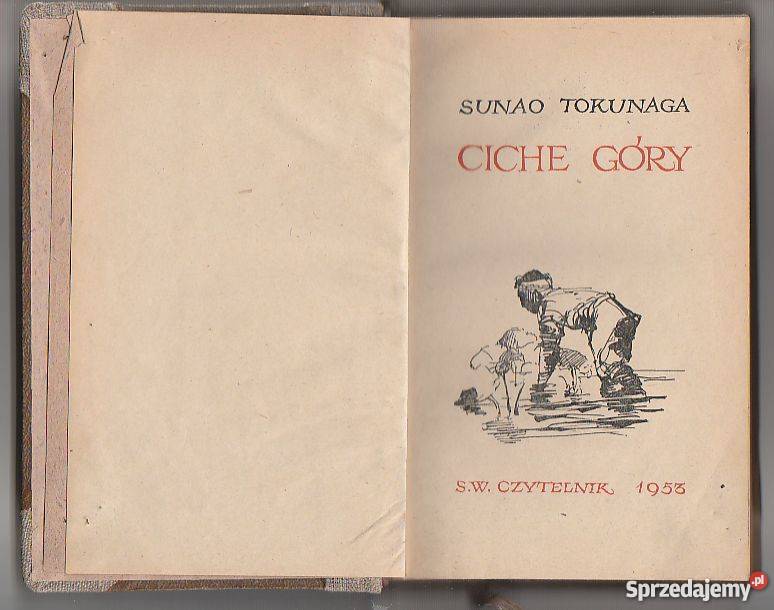 SUNAO TOKUNAGA
CICHE GÓRY
S.W. CZYTELNIK 1953
Sprzedajemy.pl